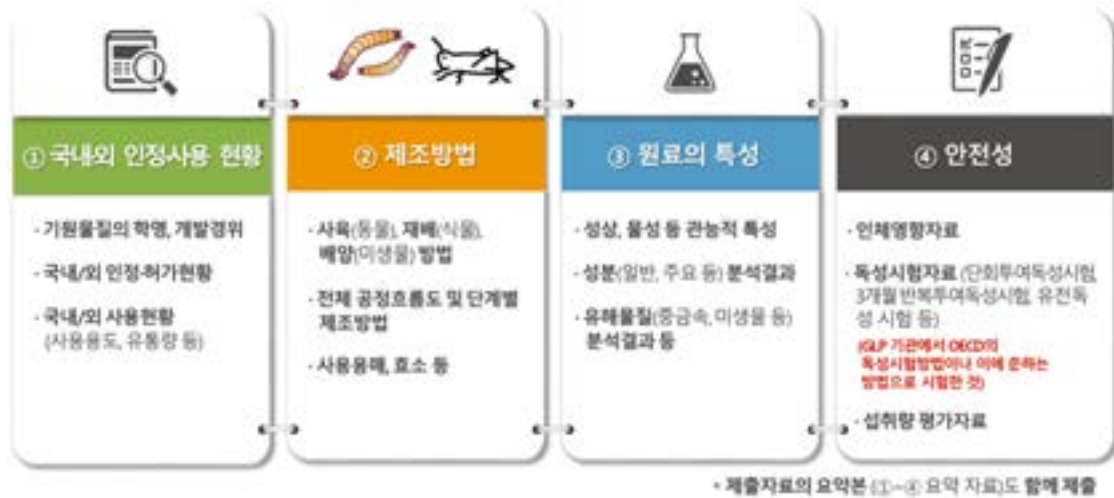 ① 국내외 인정·사용 현황
· 기원물질의 학명, 개발경위
· 국내/외 인정·허가현황
· 국내/외 사용현황
(사용용도, 유통량 등)
② 제조방법
· 사육(동물), 재배(식물),
배양(미생물) 방법
· 전체 공정흐름도 및 단계별
제조방법
· 사용용매, 효소 등
③ 원료의 특성
· 성상, 물성 등 관능적 특성
· 성분(일반, 주요 등) 분석결과
· 유해물질(중금속, 미생물 등)
분석결과 등
④ 안전성
· 인체영향자료
· 독성시험자료 (단회투여독성시험,
3개월 반복투여독성시험, 유전독
성 시험 등)
(GLP 기관에서 OECD의
독성시험방법이나 이에 준하는
방법으로 시험한 것)
· 섭취량 평가자료
* 제출자료의 요약본 (①~④ 요약 자료)도 함께 제출